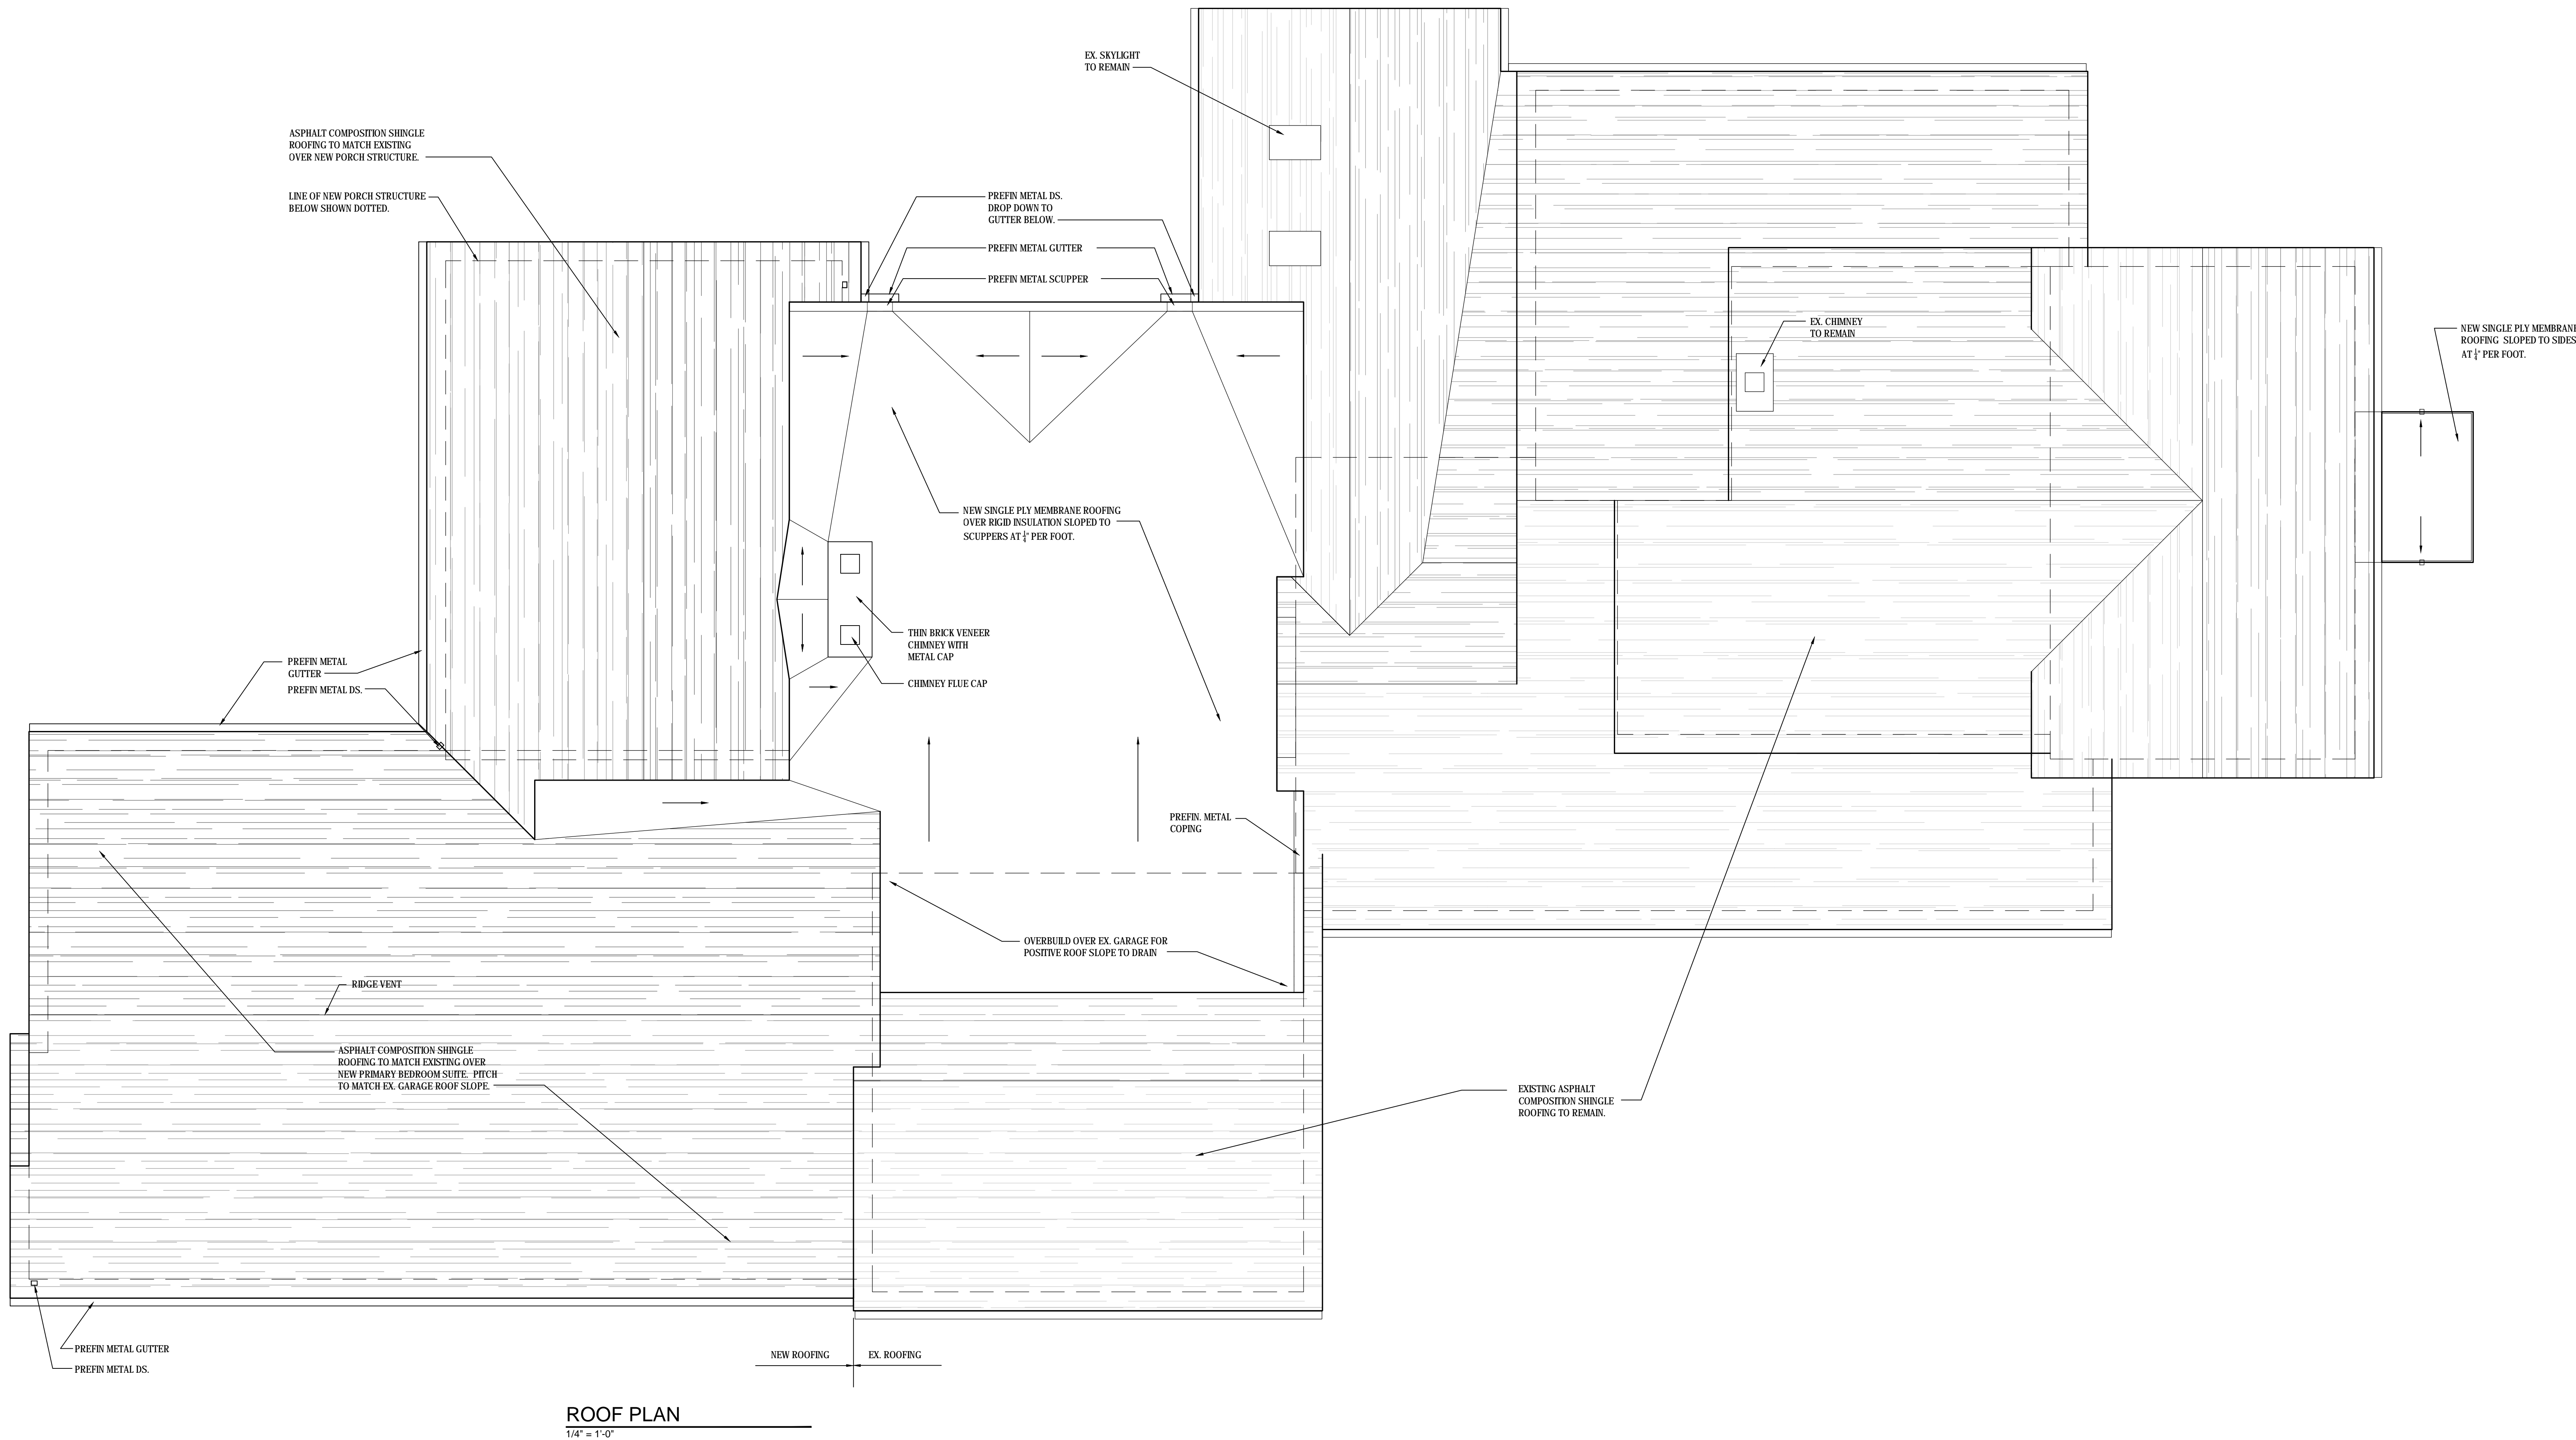 EX. SKYLIGHT
TO REMAIN
ASPHALT COMPOSITION SHINGLE
ROOFING TO MATCH EXISTING
OVER NEW PORCH STRUCTURE.
LINE OF NEW PORCH STRUCTURE
BELOW SHOWN DOTTED.
PREFIN METAL DS.
DROP DOWN TO
GUTTER BELOW.
PREFIN METAL GUTTER
PREFIN METAL SCUPPER
EX. CHIMNEY
TO REMAIN
NEW SINGLE PLY MEMBRANE
ROOFING SLOPED TO SIDES
AT 1/4" PER FOOT.
NEW SINGLE PLY MEMBRANE ROOFING
OVER RIGID INSULATION SLOPED TO
SCUPPERS AT 1/4" PER FOOT.
THIN BRICK VENEER
CHIMNEY WITH
METAL CAP
CHIMNEY FLUE CAP
PREFIN METAL
GUTTER
PREFIN METAL DS.
PREFIN. METAL
COPING
OVERBUILD OVER EX. GARAGE FOR
POSITIVE ROOF SLOPE TO DRAIN
RIDGE VENT
ASPHALT COMPOSITION SHINGLE
ROOFING TO MATCH EXISTING OVER
NEW PRIMARY BEDROOM SUITE. PITCH
TO MATCH EX. GARAGE ROOF SLOPE.
EXISTING ASPHALT
COMPOSITION SHINGLE
ROOFING TO REMAIN.
PREFIN METAL GUTTER
PREFIN METAL DS.
NEW ROOFING
EX. ROOFING
ROOF PLAN
1/4" = 1'-0"